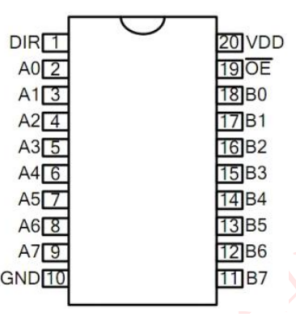 DIR 1 20 VDD
A0 2 19 O̅E̅
A1 3 18 B0
A2 4 17 B1
A3 5 16 B2
A4 6 15 B3
A5 7 14 B4
A6 8 13 B5
A7 9 12 B6
GND 10 11 B7